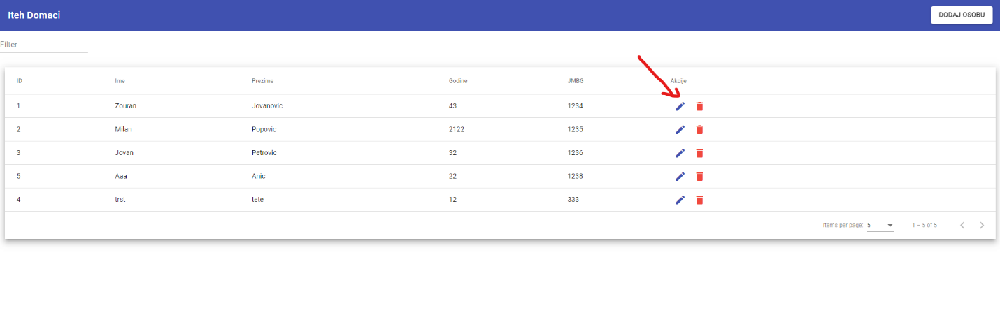 Iteh Domaci DODAJ OSOBU
Filter
ID Ime Prezime Godine JMBG Akcije
1 Zouran Jovanovic 43 1234
2 Milan Popovic 2122 1235
3 Jovan Petrovic 32 1236
5 Aaa Anic 22 1238
4 trst tete 12 333
Items per page: 5 1 – 5 of 5